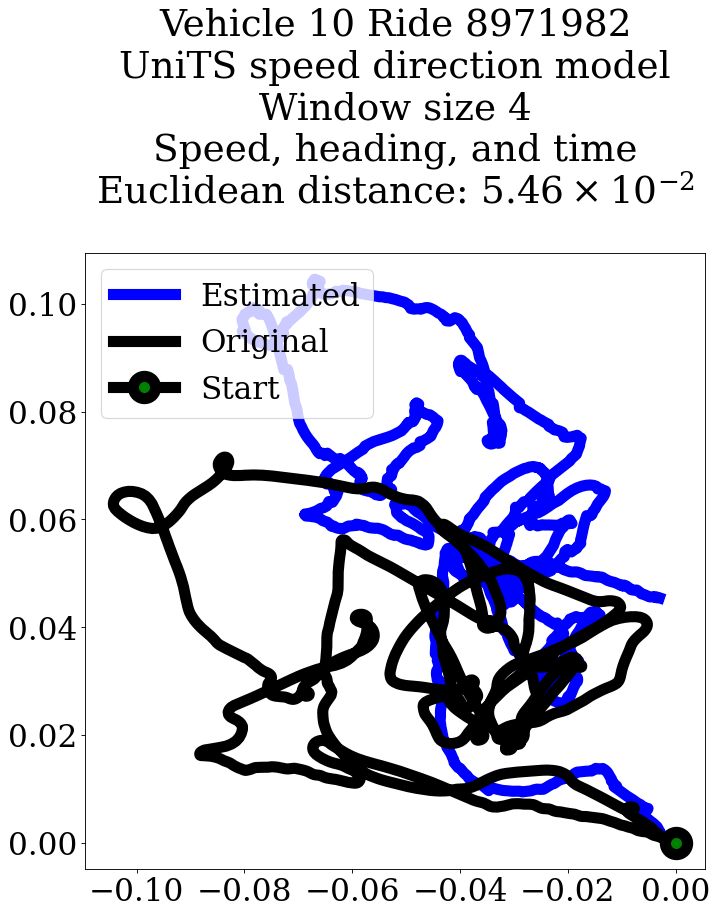 Vehicle 10 Ride 8971982
UniTS speed direction model
Window size 4
Speed, heading, and time
Euclidean distance: 5.46 × 10⁻²
Estimated
Original
Start
0.10
0.08
0.06
0.04
0.02
0.00
−0.10 −0.08 −0.06 −0.04 −0.02 0.00